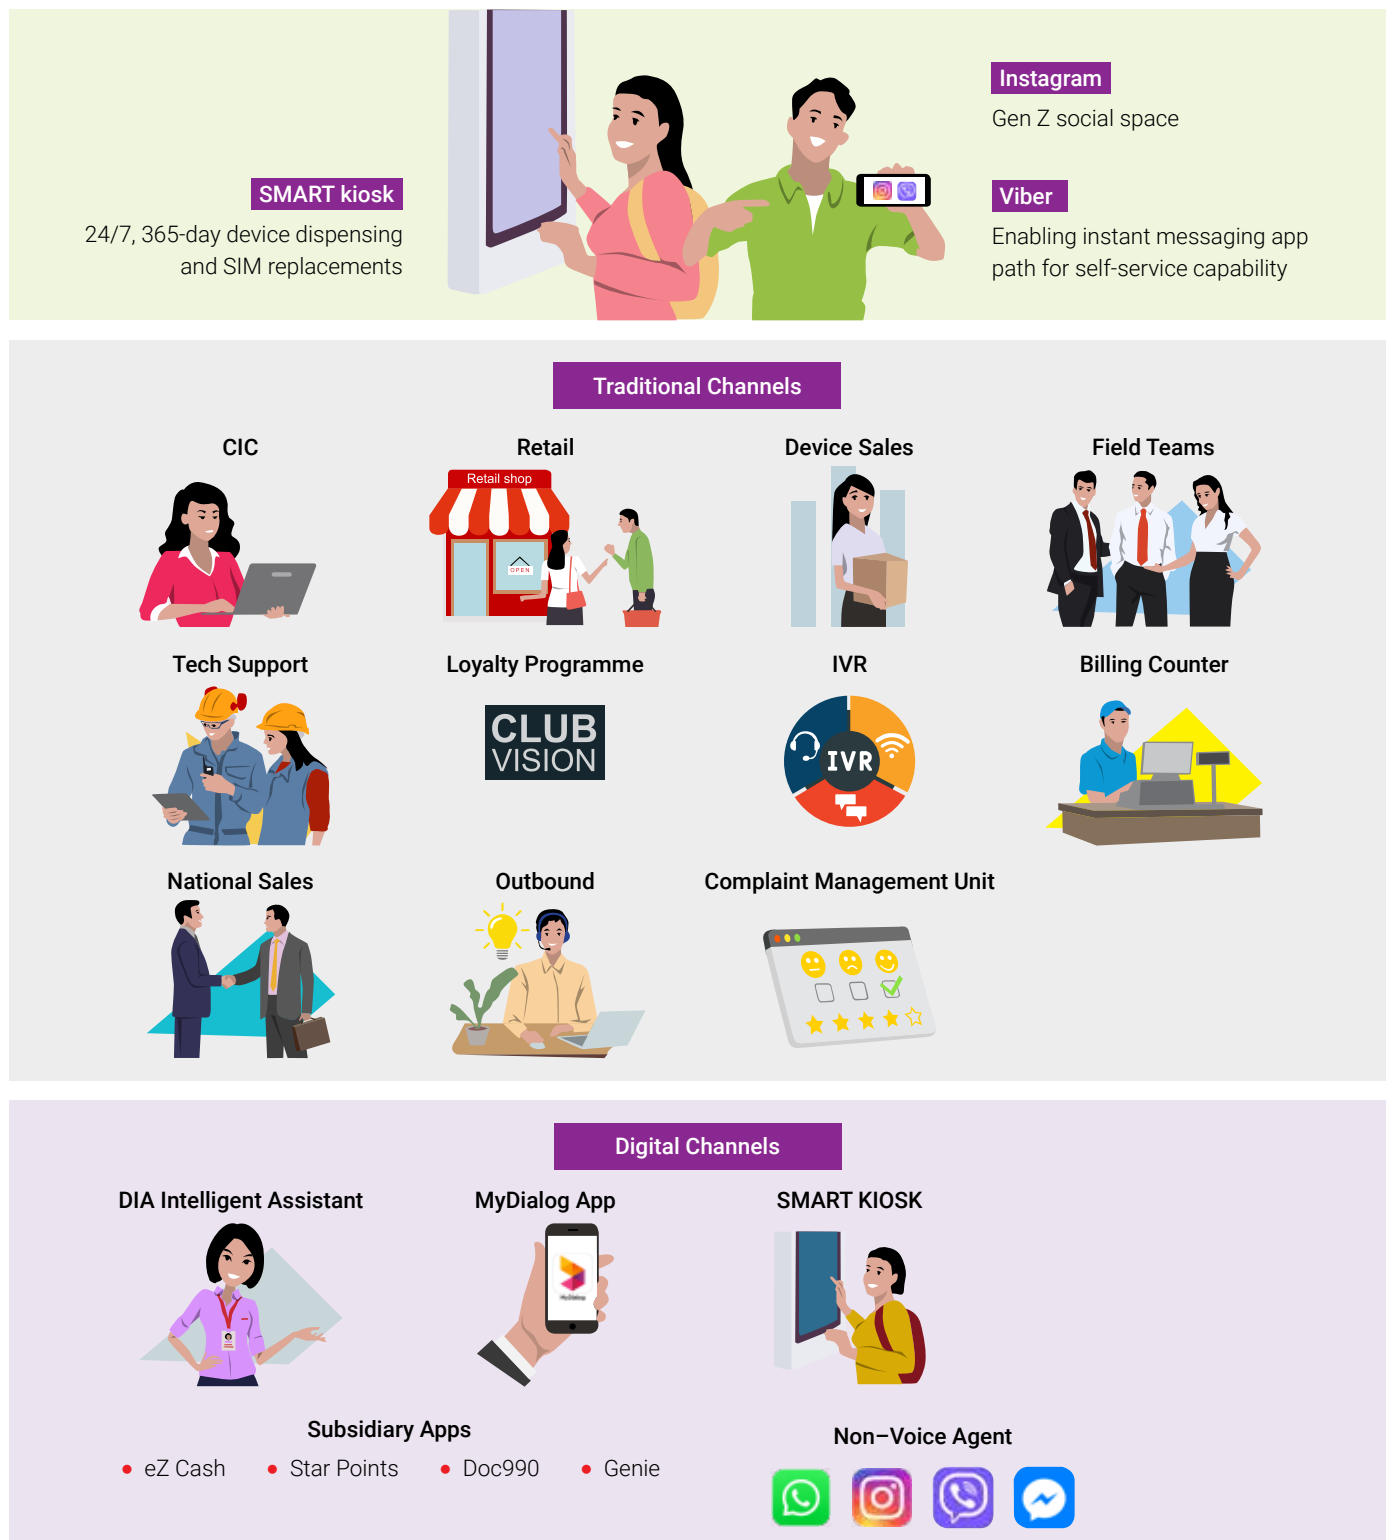 SMART kiosk
24/7, 365-day device dispensing
and SIM replacements
Instagram
Gen Z social space
Viber
Enabling instant messaging app
path for self-service capability
Traditional Channels
CIC
Retail
Device Sales
Field Teams
Retail shop
OPEN
Tech Support
Loyalty Programme
IVR
Billing Counter
CLUB
VISION
IVR
National Sales
Outbound
Complaint Management Unit
Digital Channels
DIA Intelligent Assistant
MyDialog App
SMART KIOSK
MyDialog
Subsidiary Apps
• eZ Cash • Star Points • Doc990 • Genie
Non–Voice Agent